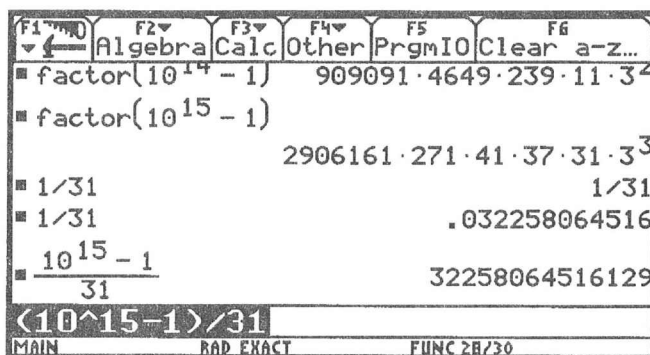 F1 F2 F3 F4 F5 F6
Algebra Calc Other PrgmIO Clear a-z…
▪ factor(10^14 − 1) 909091·4649·239·11·3^2
▪ factor(10^15 − 1)
2906161·271·41·37·31·3^3
▪ 1/31 1/31
▪ 1/31 .032258064516
▪ 10^15 − 1
31 32258064516129
(10^15-1)/31
MAIN RAD EXACT FUNC 28/30